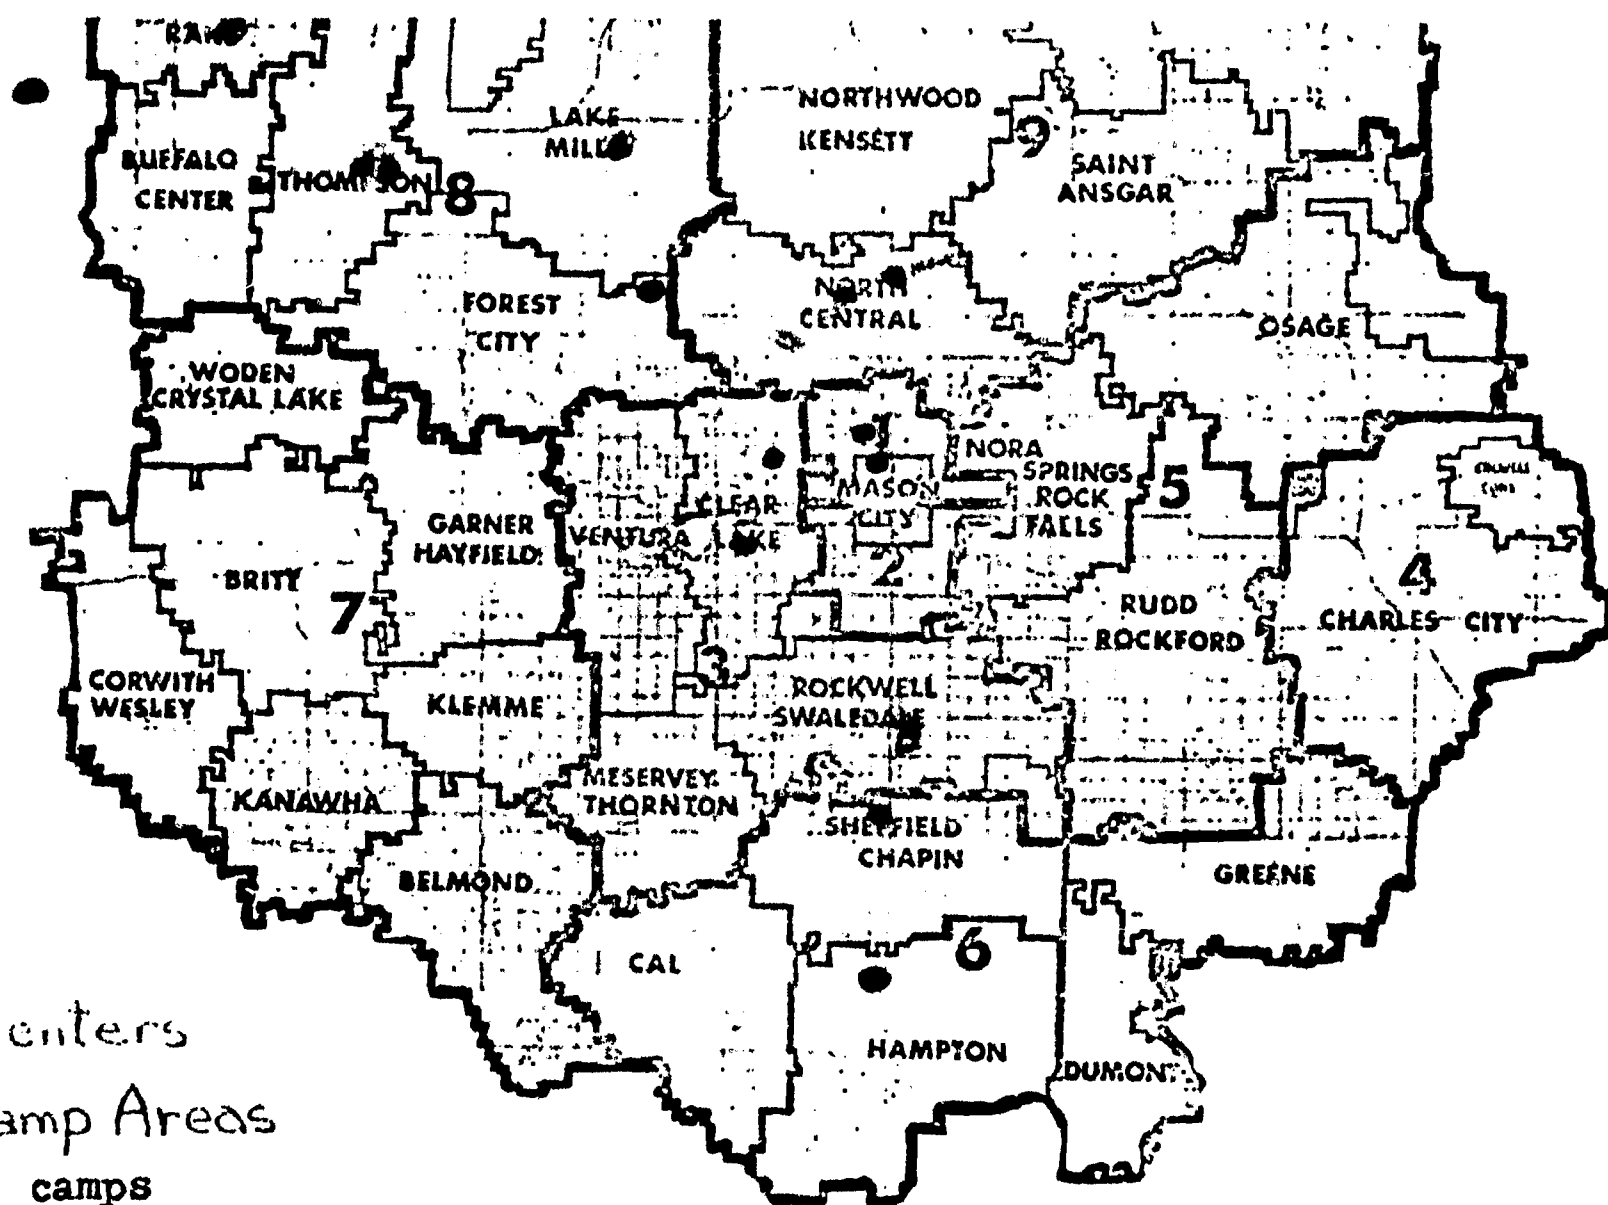 BUFFALO
CENTER
THOMPSON
8
LAKE
MILLS
NORTHWOOD
KENSETT
9
SAINT
ANSGAR
FOREST
CITY
NORTH
CENTRAL
OSAGE
WODEN
CRYSTAL LAKE
GARNER
HAYFIELD
VENTURA
CLEAR
LAKE
1
MASON
CITY
2
NORA
SPRINGS
ROCK
FALLS
5
4
CHARLES CITY
BRITT
7
RUDD
ROCKFORD
CORWITH
WESLEY
KLEMME
3
ROCKWELL
SWALEDALE
KANAWHA
MESERVEY
THORNTON
SHEFFIELD
CHAPIN
BELMOND
GREENE
CAL
6
HAMPTON
DUMONT
enters
amp Areas
camps